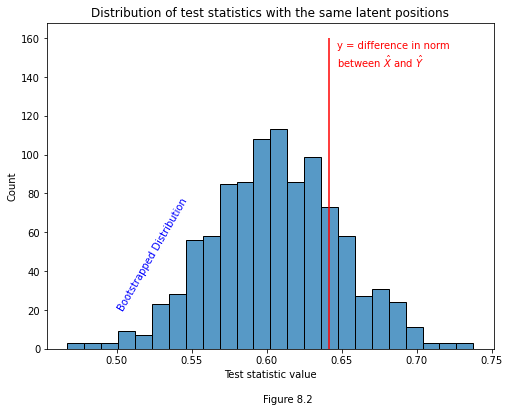 Distribution of test statistics with the same latent positions
160
140
120
100
80
60
40
20
0
Count
y = difference in norm
between X̂ and Ŷ
Bootstrapped Distribution
0.50 0.55 0.60 0.65 0.70 0.75
Test statistic value
Figure 8.2